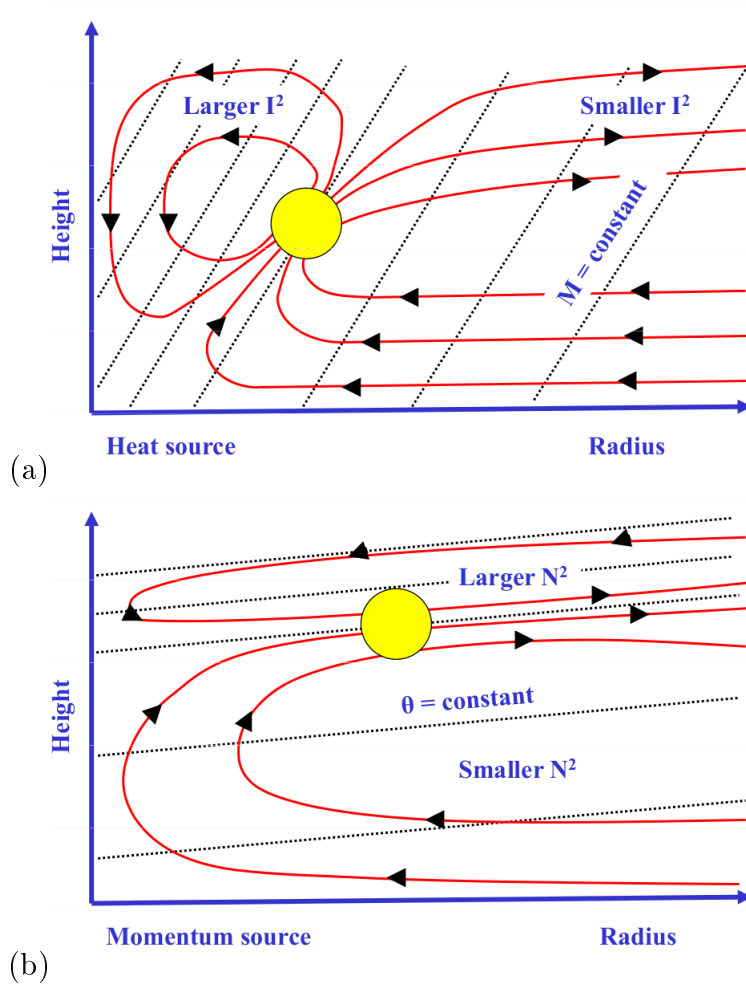 Height
Larger I²
Smaller I²
M = constant
Heat source
Radius
(a)
Height
Larger N²
θ = constant
Smaller N²
Momentum source
Radius
(b)